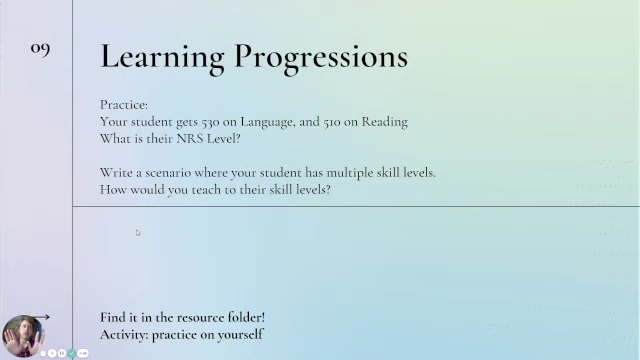 09
Learning Progressions
Practice:
Your student gets 530 on Language, and 510 on Reading
What is their NRS Level?
Write a scenario where your student has multiple skill levels.
How would you teach to their skill levels?
Find it in the resource folder!
Activity: practice on yourself